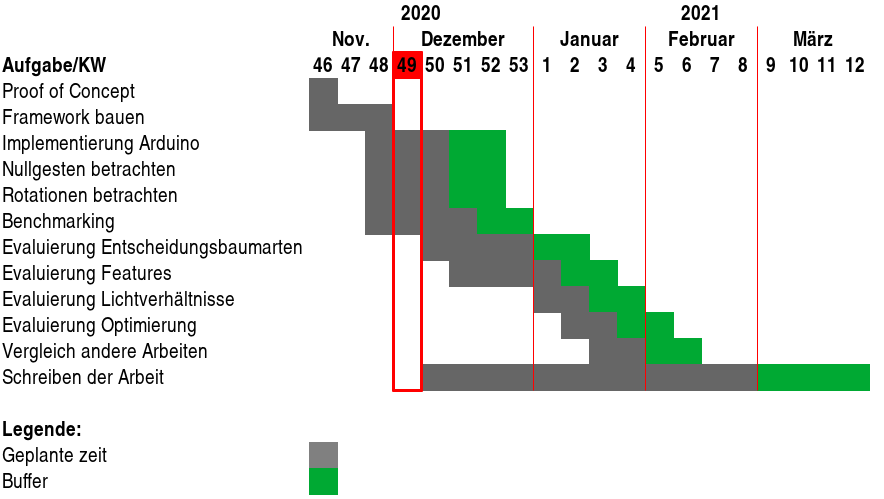 2020 2021
Nov. Dezember Januar Februar März
Aufgabe/KW 46 47 48 49 50 51 52 53 1 2 3 4 5 6 7 8 9 10 11 12
Proof of Concept
Framework bauen
Implementierung Arduino
Nullgesten betrachten
Rotationen betrachten
Benchmarking
Evaluierung Entscheidungsbaumarten
Evaluierung Features
Evaluierung Lichtverhältnisse
Evaluierung Optimierung
Vergleich andere Arbeiten
Schreiben der Arbeit
Legende:
Geplante zeit
Buffer